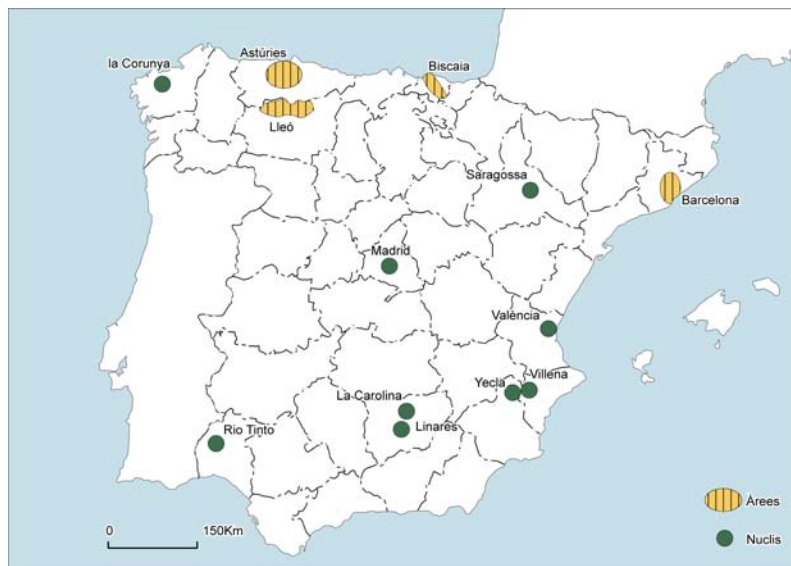 Astúries
la Corunya
Biscaia
Lleó
Saragossa
Barcelona
Madrid
València
Yecla
Villena
La Carolina
Linares
Rio Tinto
Àrees
0
150Km
Nuclis